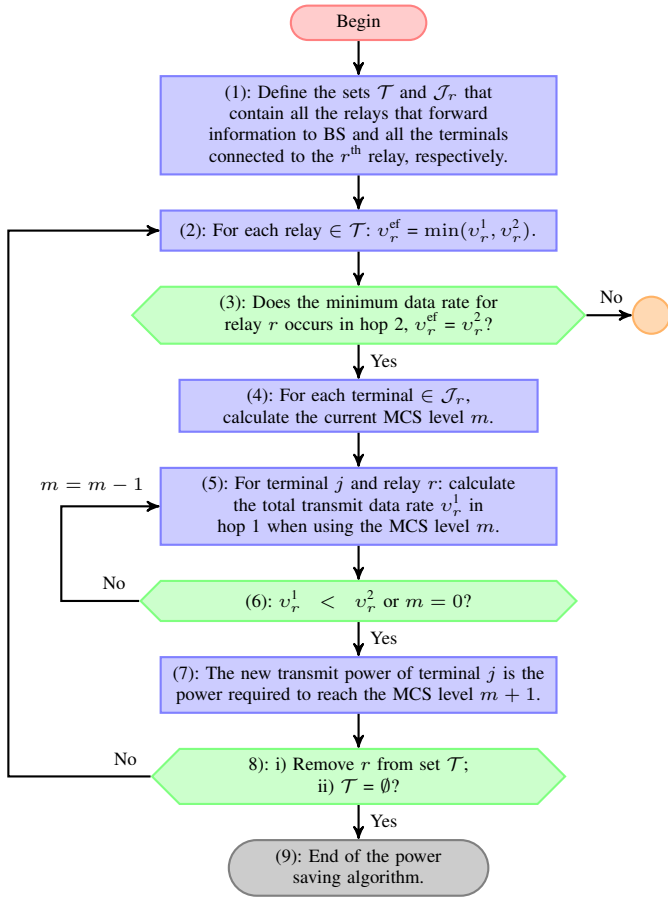 Begin
(1): Define the sets 𝒯 and 𝒥_r that
contain all the relays that forward
information to BS and all the terminals
connected to the r^th relay, respectively.
(2): For each relay ∈ 𝒯: υ_r^ef = min(υ_r^1, υ_r^2).
(3): Does the minimum data rate for
relay r occurs in hop 2, υ_r^ef = υ_r^2?
No
Yes
(4): For each terminal ∈ 𝒥_r,
calculate the current MCS level m.
m = m − 1
(5): For terminal j and relay r: calculate
the total transmit data rate υ_r^1 in
hop 1 when using the MCS level m.
No
(6): υ_r^1 < υ_r^2 or m = 0?
Yes
(7): The new transmit power of terminal j is the
power required to reach the MCS level m + 1.
No
8): i) Remove r from set 𝒯;
ii) 𝒯 = ∅?
Yes
(9): End of the power
saving algorithm.